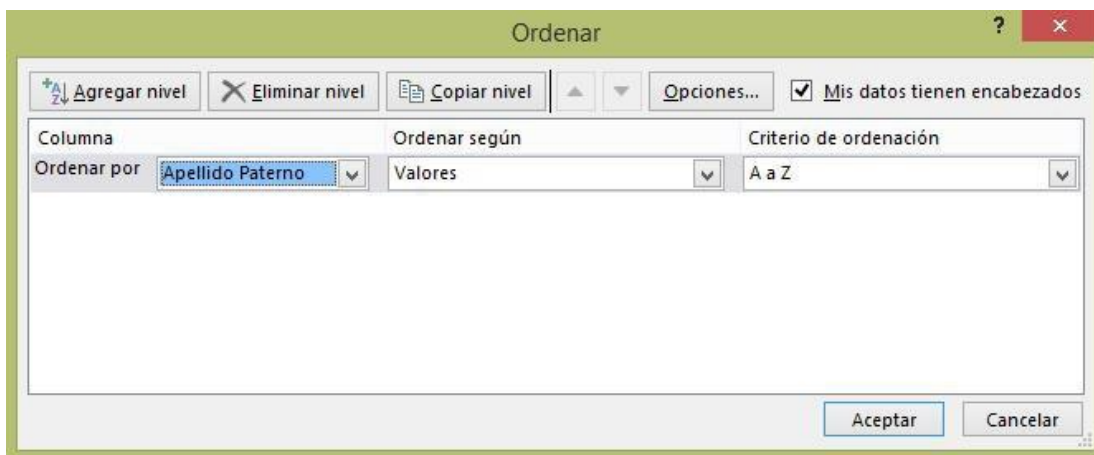 Ordenar
? ×
Agregar nivel Eliminar nivel Copiar nivel Opciones... Mis datos tienen encabezados
Columna Ordenar según Criterio de ordenación
Ordenar por Apellido Paterno Valores A a Z
Aceptar Cancelar